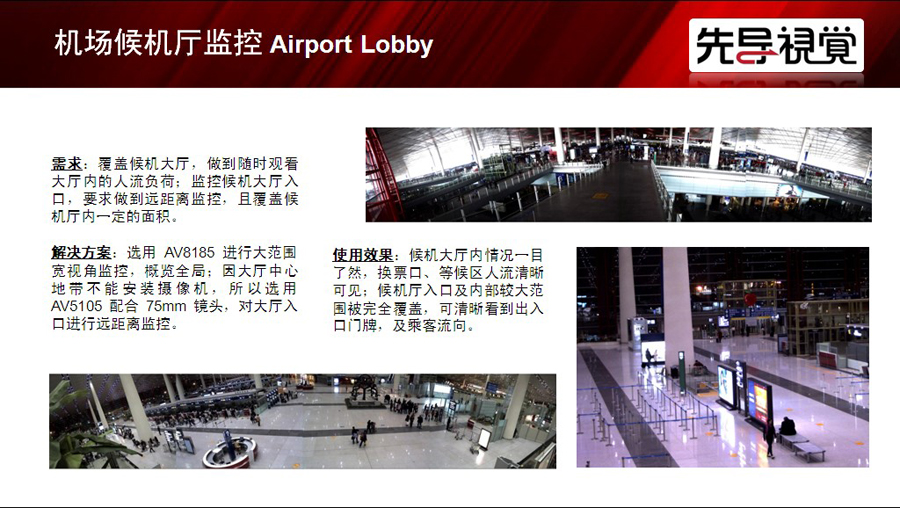 机场候机厅监控 Airport Lobby
先导視覺
需求：覆盖候机大厅，做到随时观看
大厅内的人流负荷；监控候机大厅入
口，要求做到远距离监控，且覆盖候
机厅内一定的面积。
解决方案：选用 AV8185 进行大范围
宽视角监控，概览全局；因大厅中心
地带不能安装摄像机，所以选用
AV5105 配合 75mm 镜头，对大厅入
口进行远距离监控。
使用效果：候机大厅内情况一目
了然，换票口、等候区人流清晰
可见；候机厅入口及内部较大范
围被完全覆盖，可清晰看到出入
口门牌，及乘客流向。